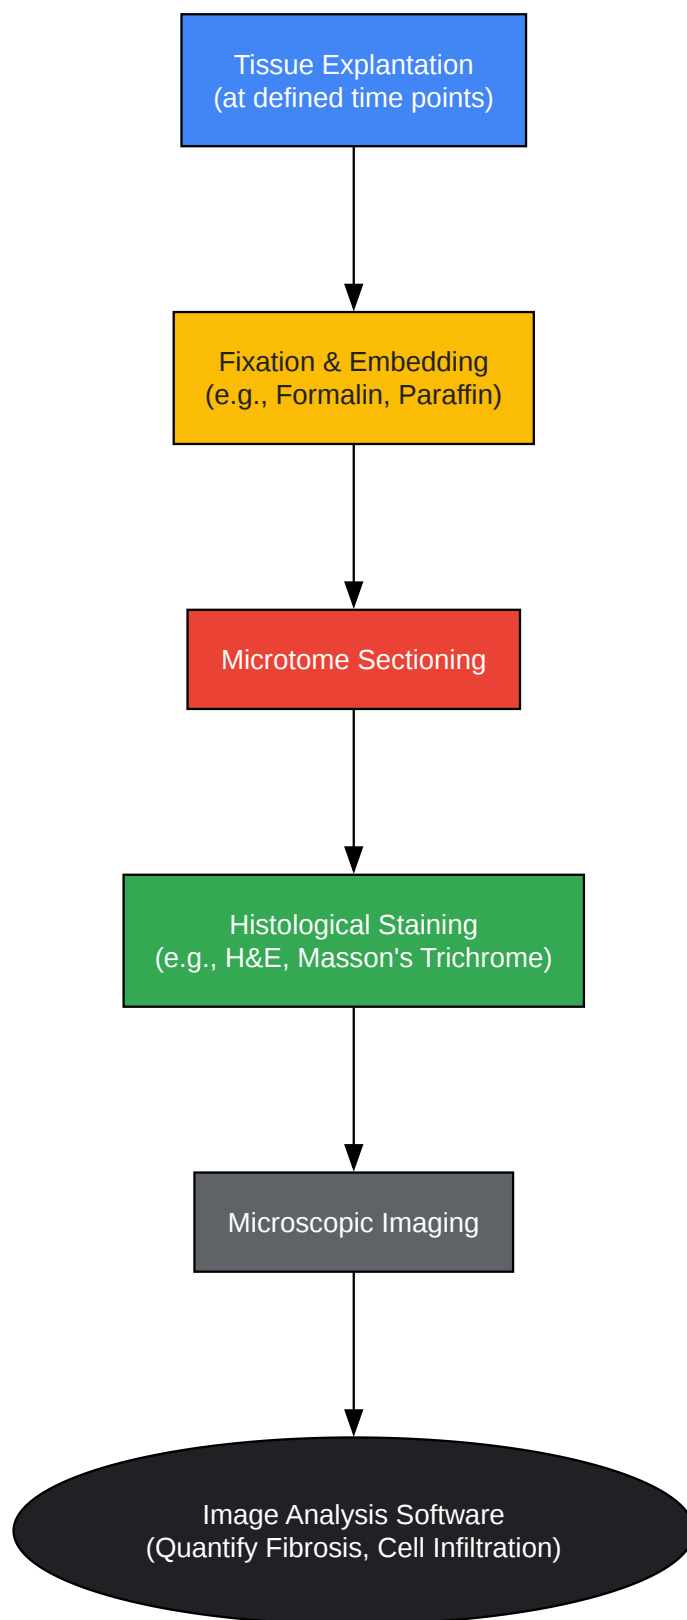 Tissue Explantation
(at defined time points)
Fixation & Embedding
(e.g., Formalin, Paraffin)
Microtome Sectioning
Histological Staining
(e.g., H&E, Masson's Trichrome)
Microscopic Imaging
Image Analysis Software
(Quantify Fibrosis, Cell Infiltration)